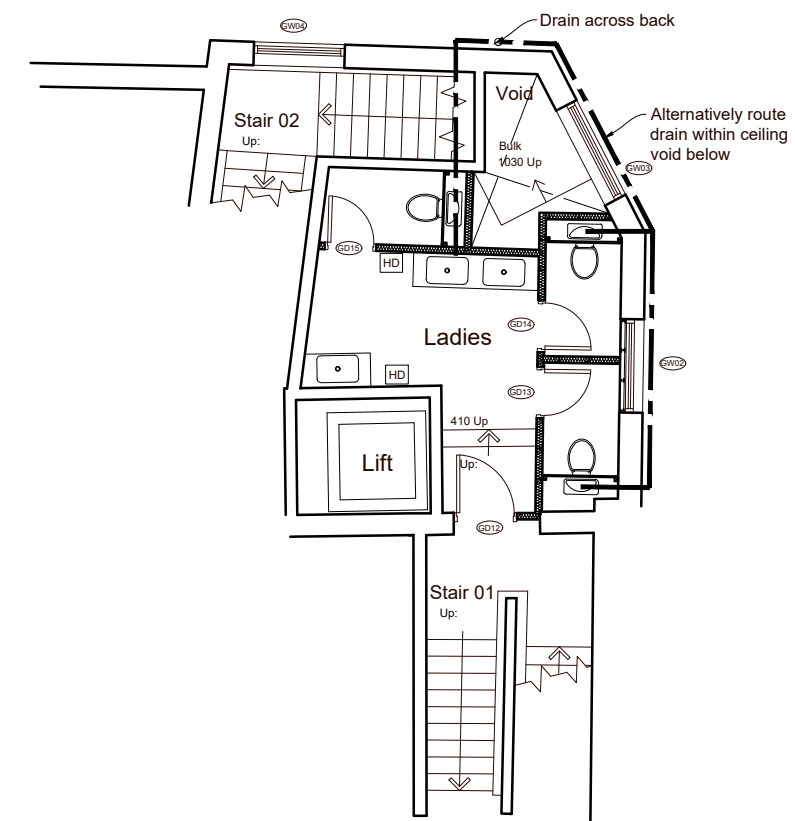 Drain across back
GW04
Void
Alternatively route
drain within ceiling
void below
Stair 02
Up:
Bulk
1030 Up
GW03
GD15
HD
GD14
Ladies
GW02
HD
GD13
410 Up
Lift
Up:
GD12
Stair 01
Up: